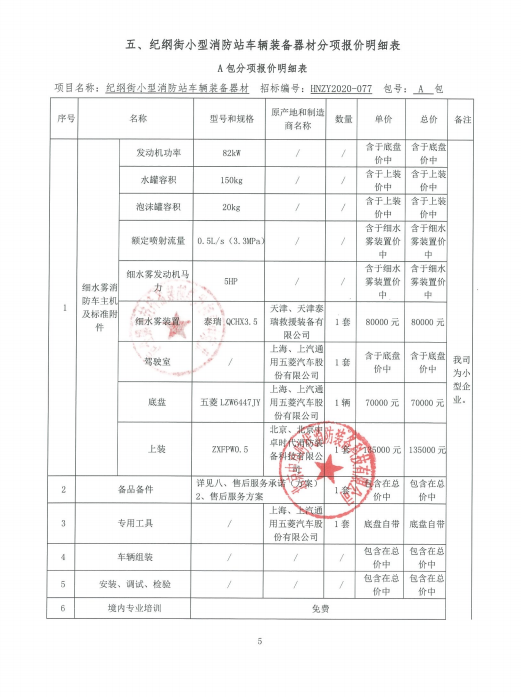 五、纪纲街小型消防站车辆装备器材分项报价明细表
A包分项报价明细表
项目名称：纪纲街小型消防站车辆装备器材 招标编号：HNZY2020-077 包号： A 包
序号 名称 型号和规格 原产地和制造商名称 数量 单价 总价 备注
1 细水雾消防车主机及标准附件
发动机功率 82kW / / 含于底盘价中 含于底盘价中
水罐容积 150kg / / 含于上装价中 含于上装价中
泡沫罐容积 20kg / / 含于上装价中 含于上装价中
额定喷射流量 0.5L/s（3.3MPa） / / 含于细水雾装置价中 含于细水雾装置价中
细水雾发动机马力 5HP / / 含于细水雾装置价中 含于细水雾装置价中
细水雾装置 泰瑞 QCHX3.5 天津、天津泰瑞救援装备有限公司 1套 80000元 80000元
驾驶室 / 上海、上汽通用五菱汽车股份有限公司 1套 含于底盘价中 含于底盘价中
底盘 五菱 LZW6447JY 上海、上汽通用五菱汽车股份有限公司 1辆 70000元 70000元
上装 ZXFPW0.5 北京、北京中卓时代消防装备科技有限公司 1套 135000元 135000元
我司为小型企业。
2 备品备件 详见八、售后服务承诺（方案）2、售后服务方案 1套 包含在总价中 包含在总价中
3 专用工具 / 上海、上汽通用五菱汽车股份有限公司 1套 底盘自带 底盘自带
4 车辆组装 / / / 包含在总价中 包含在总价中
5 安装、调试、检验 / / / 包含在总价中 包含在总价中
6 境内专业培训 免费
5